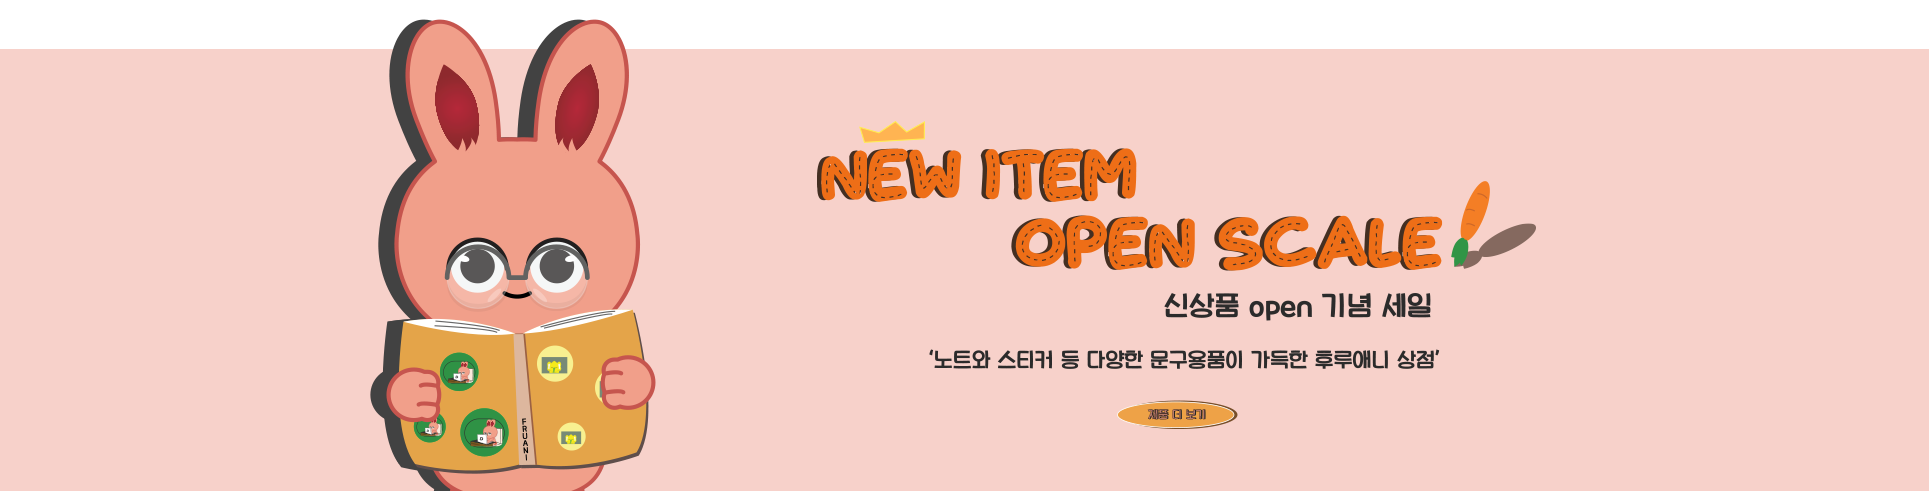 NEW ITEM
OPEN SCALE
신상품 open 기념 세일
‘노트와 스티커 등 다양한 문구용품이 가득한 후루애니 상점’
제품 더 보기
FRUANI